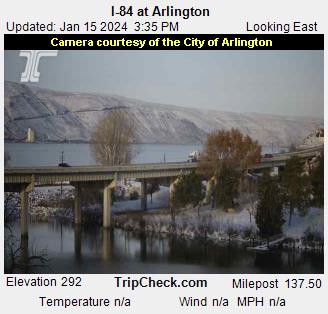 I-84 at Arlington
Updated: Jan 15 2024 3:35 PM Looking East
Camera courtesy of the City of Arlington
Elevation 292 TripCheck.com Milepost 137.50
Temperature n/a Wind n/a MPH n/a